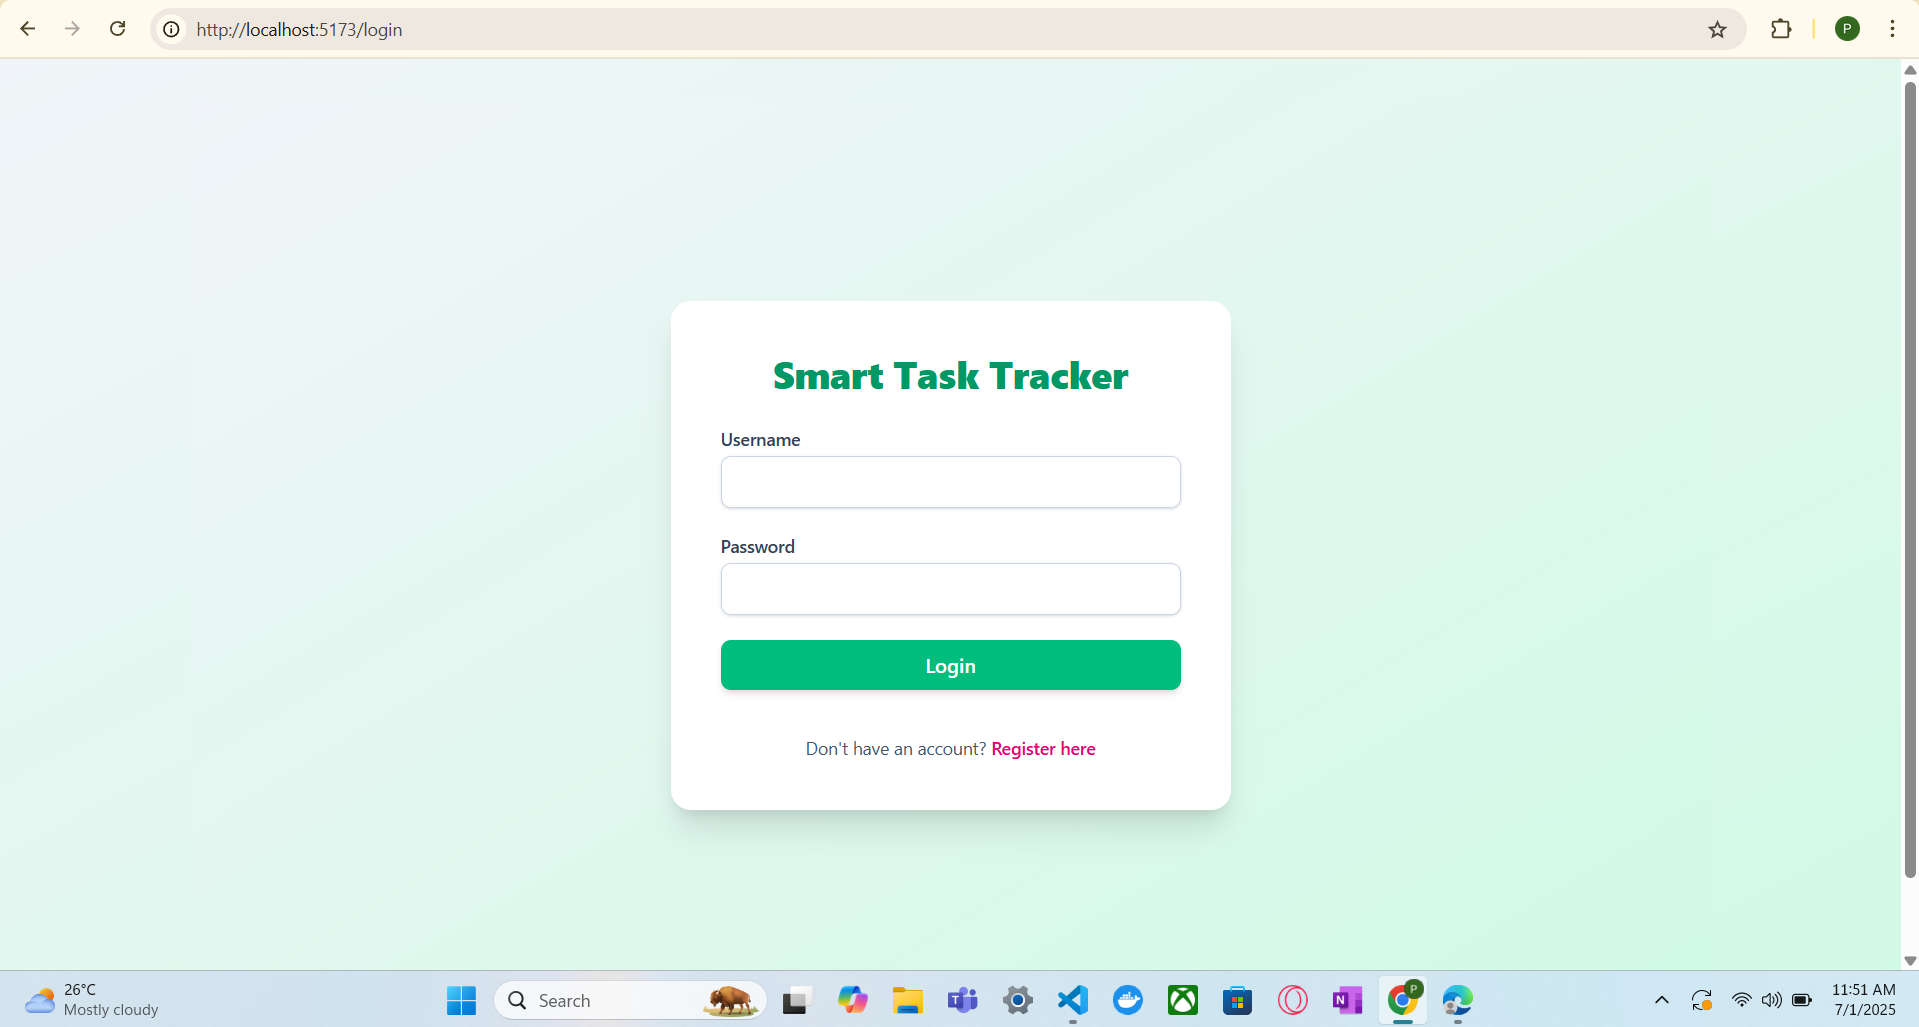 http://localhost:5173/login
P
Smart Task Tracker
Username
Password
Login
Don't have an account? Register here
26°C
Mostly cloudy
Search
T
N
P
11:51 AM
7/1/2025